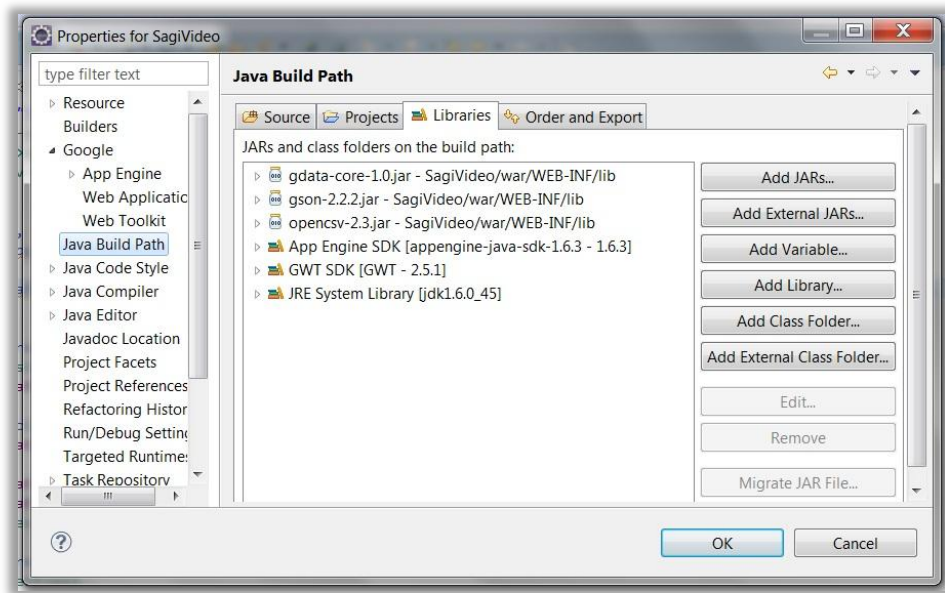 Properties for SagiVideo
type filter text
Resource
Builders
Google
App Engine
Web Applicatic
Web Toolkit
Java Build Path
Java Code Style
Java Compiler
Java Editor
Javadoc Location
Project Facets
Project References
Refactoring Histor
Run/Debug Setting
Targeted Runtime
Task Repository
Java Build Path
Source Projects Libraries Order and Export
JARs and class folders on the build path:
gdata-core-1.0.jar - SagiVideo/war/WEB-INF/lib
gson-2.2.2.jar - SagiVideo/war/WEB-INF/lib
opencsv-2.3.jar - SagiVideo/war/WEB-INF/lib
App Engine SDK [appengine-java-sdk-1.6.3 - 1.6.3]
GWT SDK [GWT - 2.5.1]
JRE System Library [jdk1.6.0_45]
Add JARs...
Add External JARs...
Add Variable...
Add Library...
Add Class Folder...
Add External Class Folder...
Edit...
Remove
Migrate JAR File...
OK
Cancel